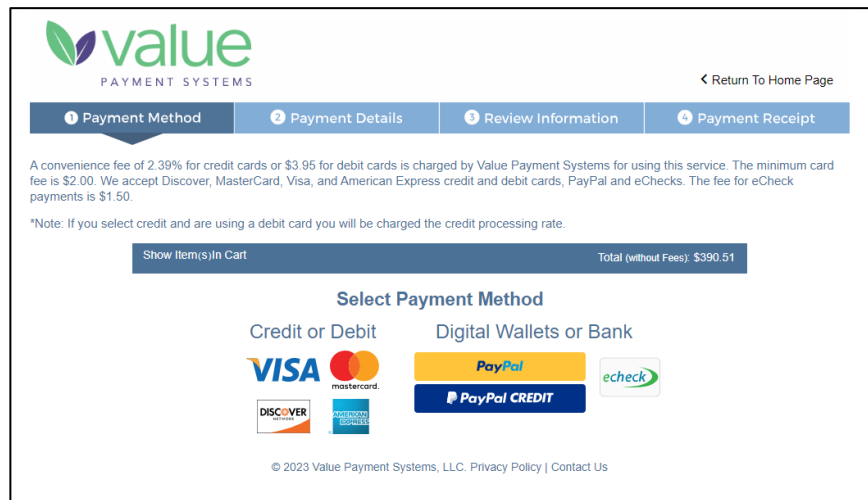 value
PAYMENT SYSTEMS
< Return To Home Page
1 Payment Method
2 Payment Details
3 Review Information
4 Payment Receipt
A convenience fee of 2.39% for credit cards or $3.95 for debit cards is charged by Value Payment Systems for using this service. The minimum card
fee is $2.00. We accept Discover, MasterCard, Visa, and American Express credit and debit cards, PayPal and eChecks. The fee for eCheck
payments is $1.50.
*Note: If you select credit and are using a debit card you will be charged the credit processing rate.
Show Item(s)In Cart
Total (without Fees): $390.51
Select Payment Method
Credit or Debit
Digital Wallets or Bank
VISA
mastercard.
DISCOVER
NETWORK
AMERICAN
EXPRESS
PayPal
PayPal CREDIT
echeck
© 2023 Value Payment Systems, LLC. Privacy Policy | Contact Us